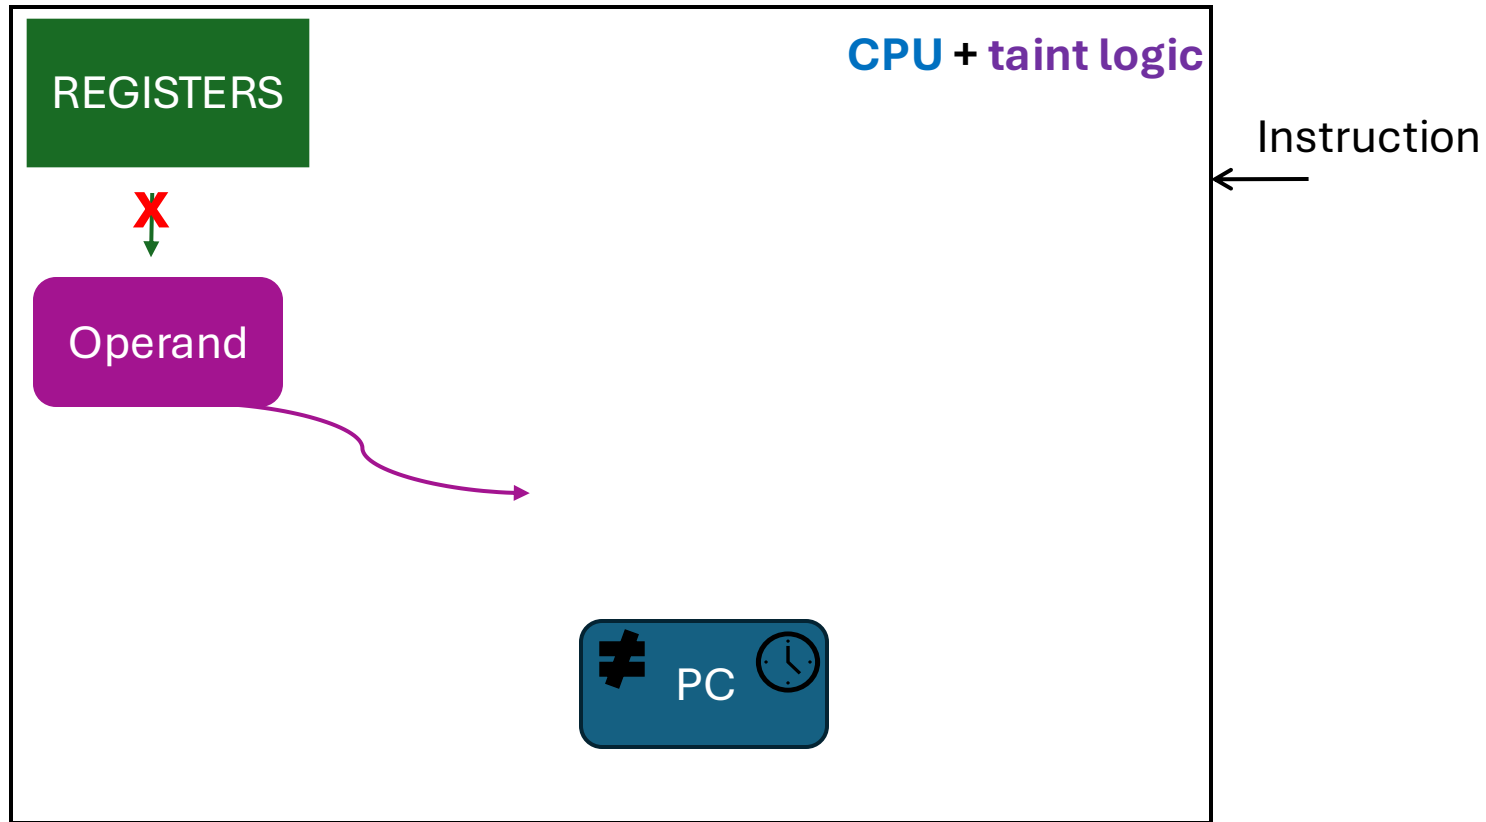 REGISTERS
CPU + taint logic
Instruction
X
Operand
≠
PC